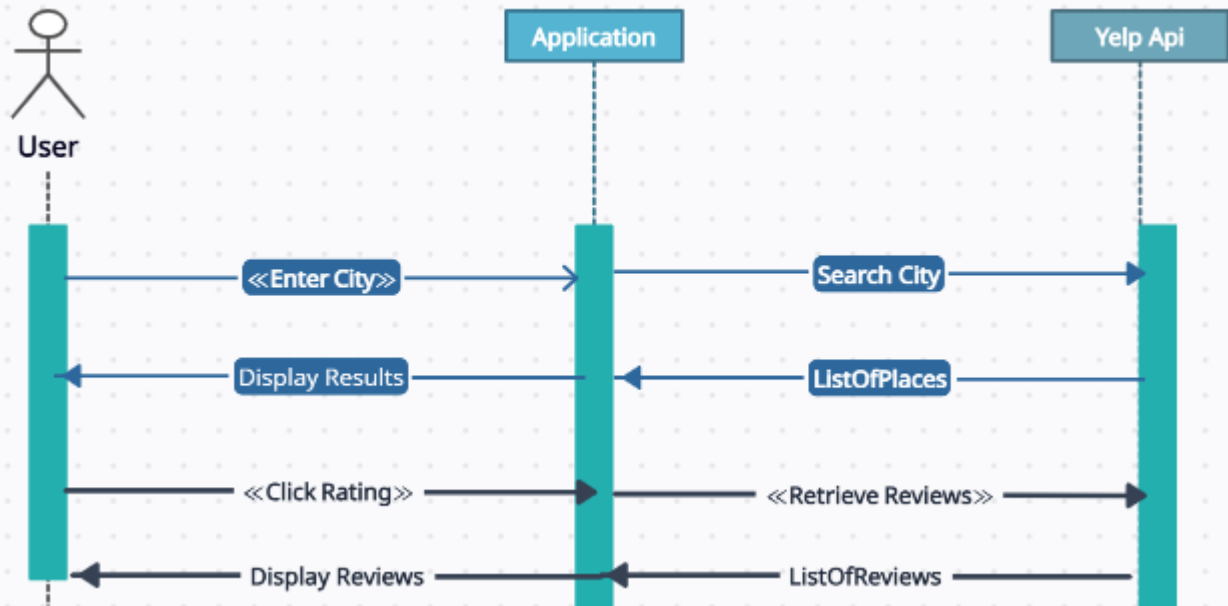 Application
Yelp Api
User
≪Enter City≫
Search City
Display Results
ListOfPlaces
≪Click Rating≫
≪Retrieve Reviews≫
Display Reviews
ListOfReviews